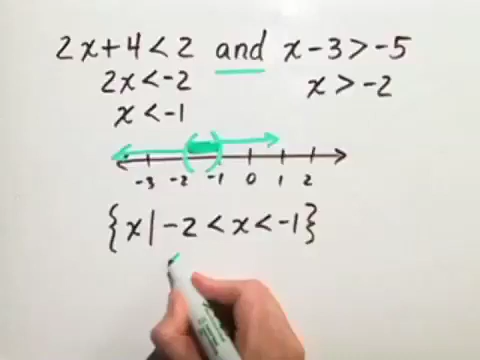 2x+4<2 and x-3>-5
2x<-2 x>-2
x<-1
( )
-3 -2 -1 0 1 2
{x|-2<x<-1}